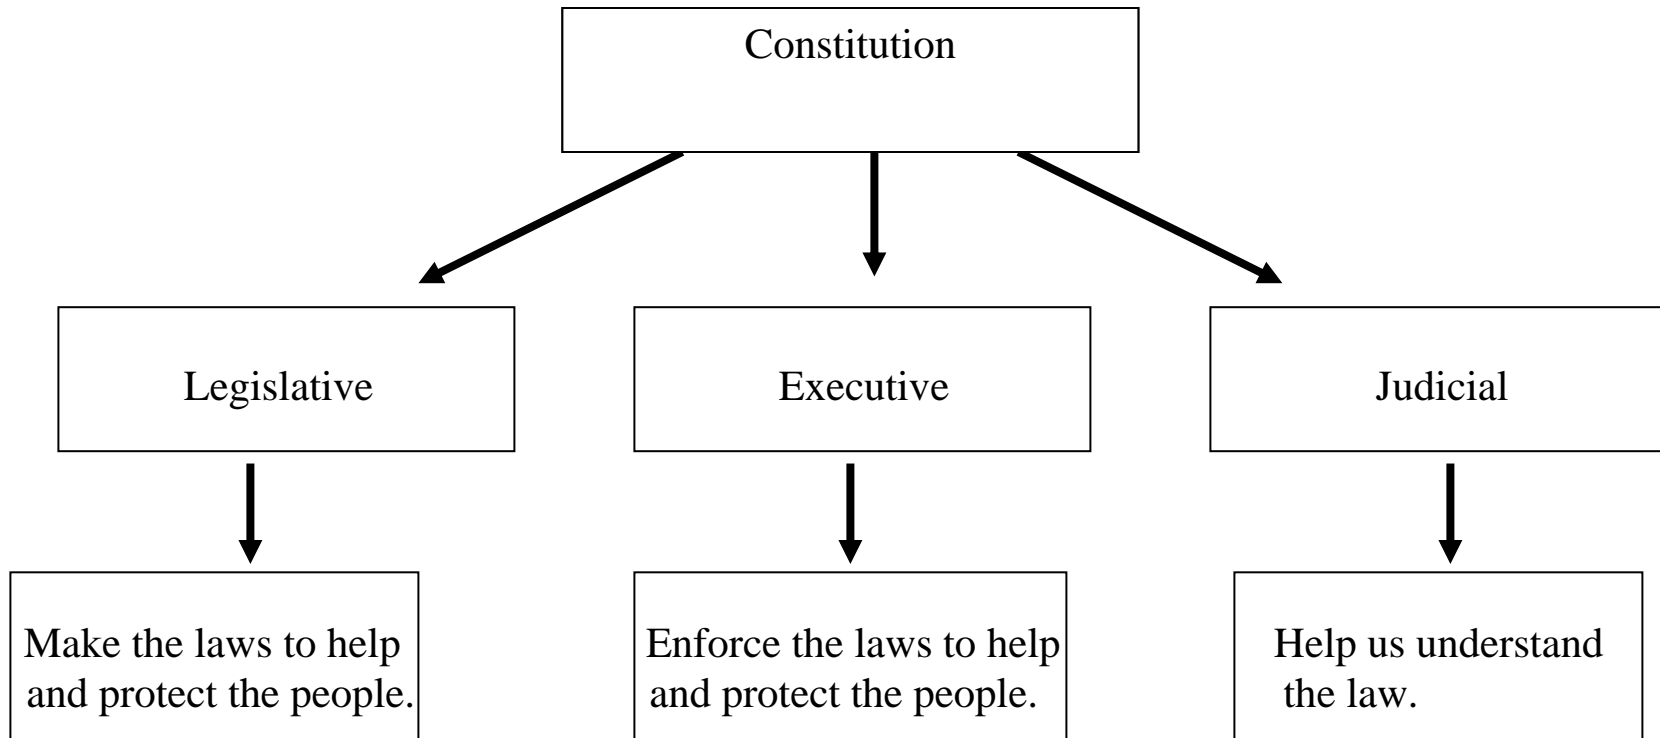 Constitution
Legislative
Executive
Judicial
Make the laws to help
and protect the people.
Enforce the laws to help
and protect the people.
Help us understand
the law.